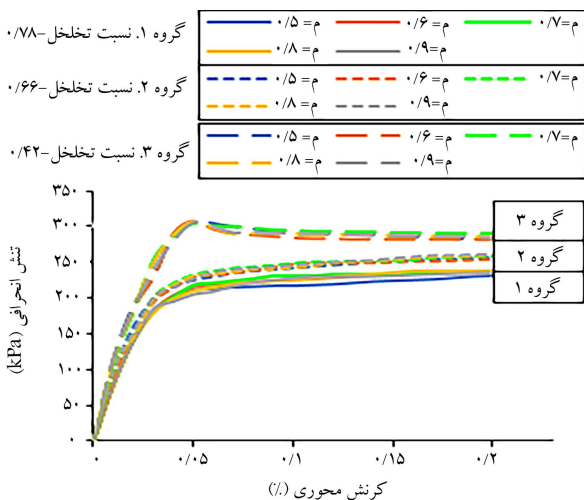 گروه ۱. نسبت تخلخل-۰/۷۸
م= ۰/۵ م= ۰/۶ م=۰/۷
م= ۰/۸ م=۰/۹
گروه ۲. نسبت تخلخل-۰/۶۶
م= ۰/۵ م= ۰/۶ م=۰/۷
م= ۰/۸ م=۰/۹
گروه ۳. نسبت تخلخل-۰/۴۲
م= ۰/۵ م= ۰/۶ م=۰/۷
م= ۰/۸ م=۰/۹
تنش انحرافی (kPa)
۳۵۰
۳۰۰
۲۵۰
۲۰۰
۱۵۰
۱۰۰
۵۰
۰
گروه ۳
گروه ۲
گروه ۱
۰ ۰/۰۵ ۰/۱ ۰/۱۵ ۰/۲
کرنش محوری (٪)